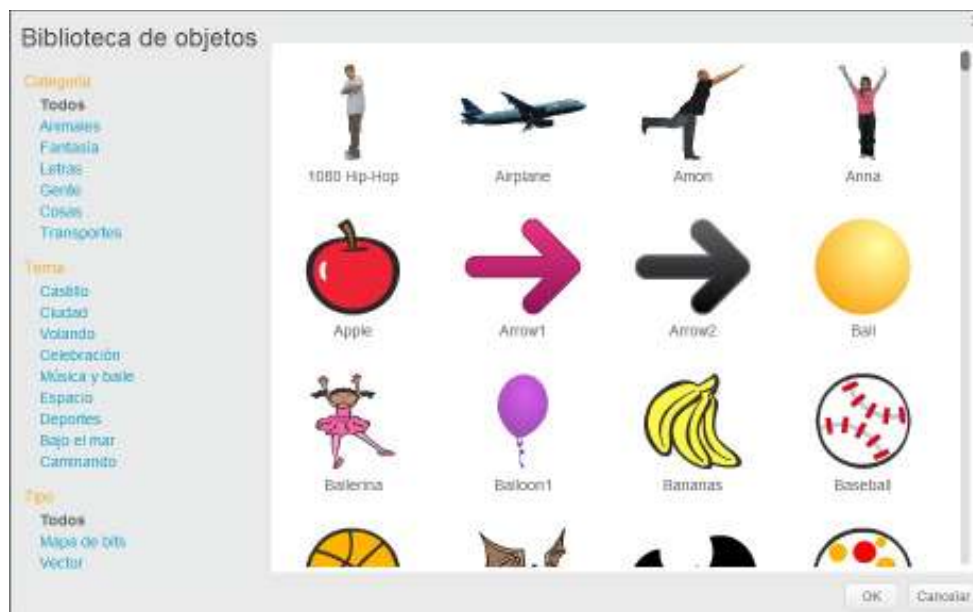 Biblioteca de objetos
Categoría
Todos
Animales
Fantasía
Letras
Gente
Cosas
Transportes
Tema
Castillo
Ciudad
Volando
Celebración
Música y baile
Espacio
Deportes
Bajo el mar
Caminando
Tipo
Todos
Mapa de bits
Vector
1080 Hip-Hop
Airplane
Amon
Anna
Apple
Arrow1
Arrow2
Ball
Ballerina
Balloon1
Bananas
Baseball
OK
Cancelar